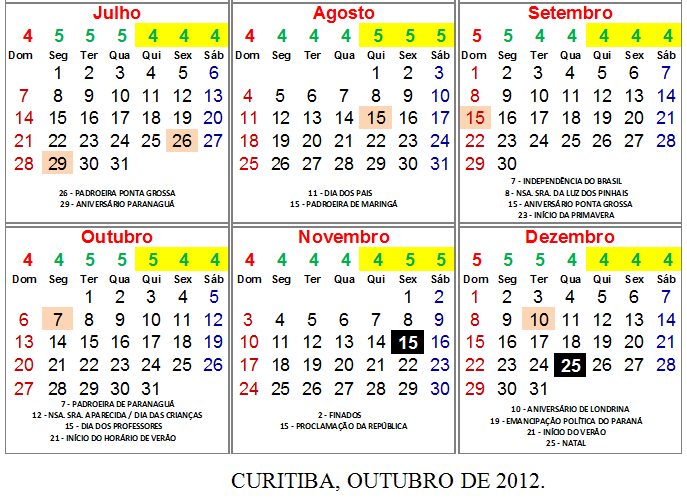 Julho
4 5 5 5 4 4 4
Dom Seg Ter Qua Qui Sex Sáb
1 2 3 4 5 6
7 8 9 10 11 12 13
14 15 16 17 18 19 20
21 22 23 24 25 26 27
28 29 30 31
26 - PADROEIRA PONTA GROSSA
29 - ANIVERSÁRIO PARANAGUÁ
Agosto
4 4 4 4 5 5 5
Dom Seg Ter Qua Qui Sex Sáb
1 2 3
4 5 6 7 8 9 10
11 12 13 14 15 16 17
18 19 20 21 22 23 24
25 26 27 28 29 30 31
11 - DIA DOS PAIS
15 - PADROEIRA DE MARINGÁ
Setembro
5 5 4 4 4 4 4
Dom Seg Ter Qua Qui Sex Sáb
1 2 3 4 5 6 7
8 9 10 11 12 13 14
15 16 17 18 19 20 21
22 23 24 25 26 27 28
29 30
7 - INDEPENDÊNCIA DO BRASIL
8 - NSA. SRA. DA LUZ DOS PINHAIS
15 - ANIVERSÁRIO PONTA GROSSA
23 - INÍCIO DA PRIMAVERA
Outubro
4 4 5 5 5 4 4
Dom Seg Ter Qua Qui Sex Sáb
1 2 3 4 5
6 7 8 9 10 11 12
13 14 15 16 17 18 19
20 21 22 23 24 25 26
27 28 29 30 31
7 - PADROEIRA DE PARANAGUÁ
12 - NSA. SRA. APARECIDA / DIA DAS CRIANÇAS
15 - DIA DOS PROFESSORES
21 - INÍCIO DO HORÁRIO DE VERÃO
Novembro
4 4 4 4 4 5 5
Dom Seg Ter Qua Qui Sex Sáb
1 2
3 4 5 6 7 8 9
10 11 12 13 14 15 16
17 18 19 20 21 22 23
24 25 26 27 28 29 30
2 - FINADOS
15 - PROCLAMAÇÃO DA REPÚBLICA
Dezembro
5 5 5 4 4 4 4
Dom Seg Ter Qua Qui Sex Sáb
1 2 3 4 5 6 7
8 9 10 11 12 13 14
15 16 17 18 19 20 21
22 23 24 25 26 27 28
29 30 31
10 - ANIVERSÁRIO DE LONDRINA
19 - EMANCIPAÇÃO POLÍTICA DO PARANÁ
21 - INÍCIO DO VERÃO
25 - NATAL
CURITIBA, OUTUBRO DE 2012.